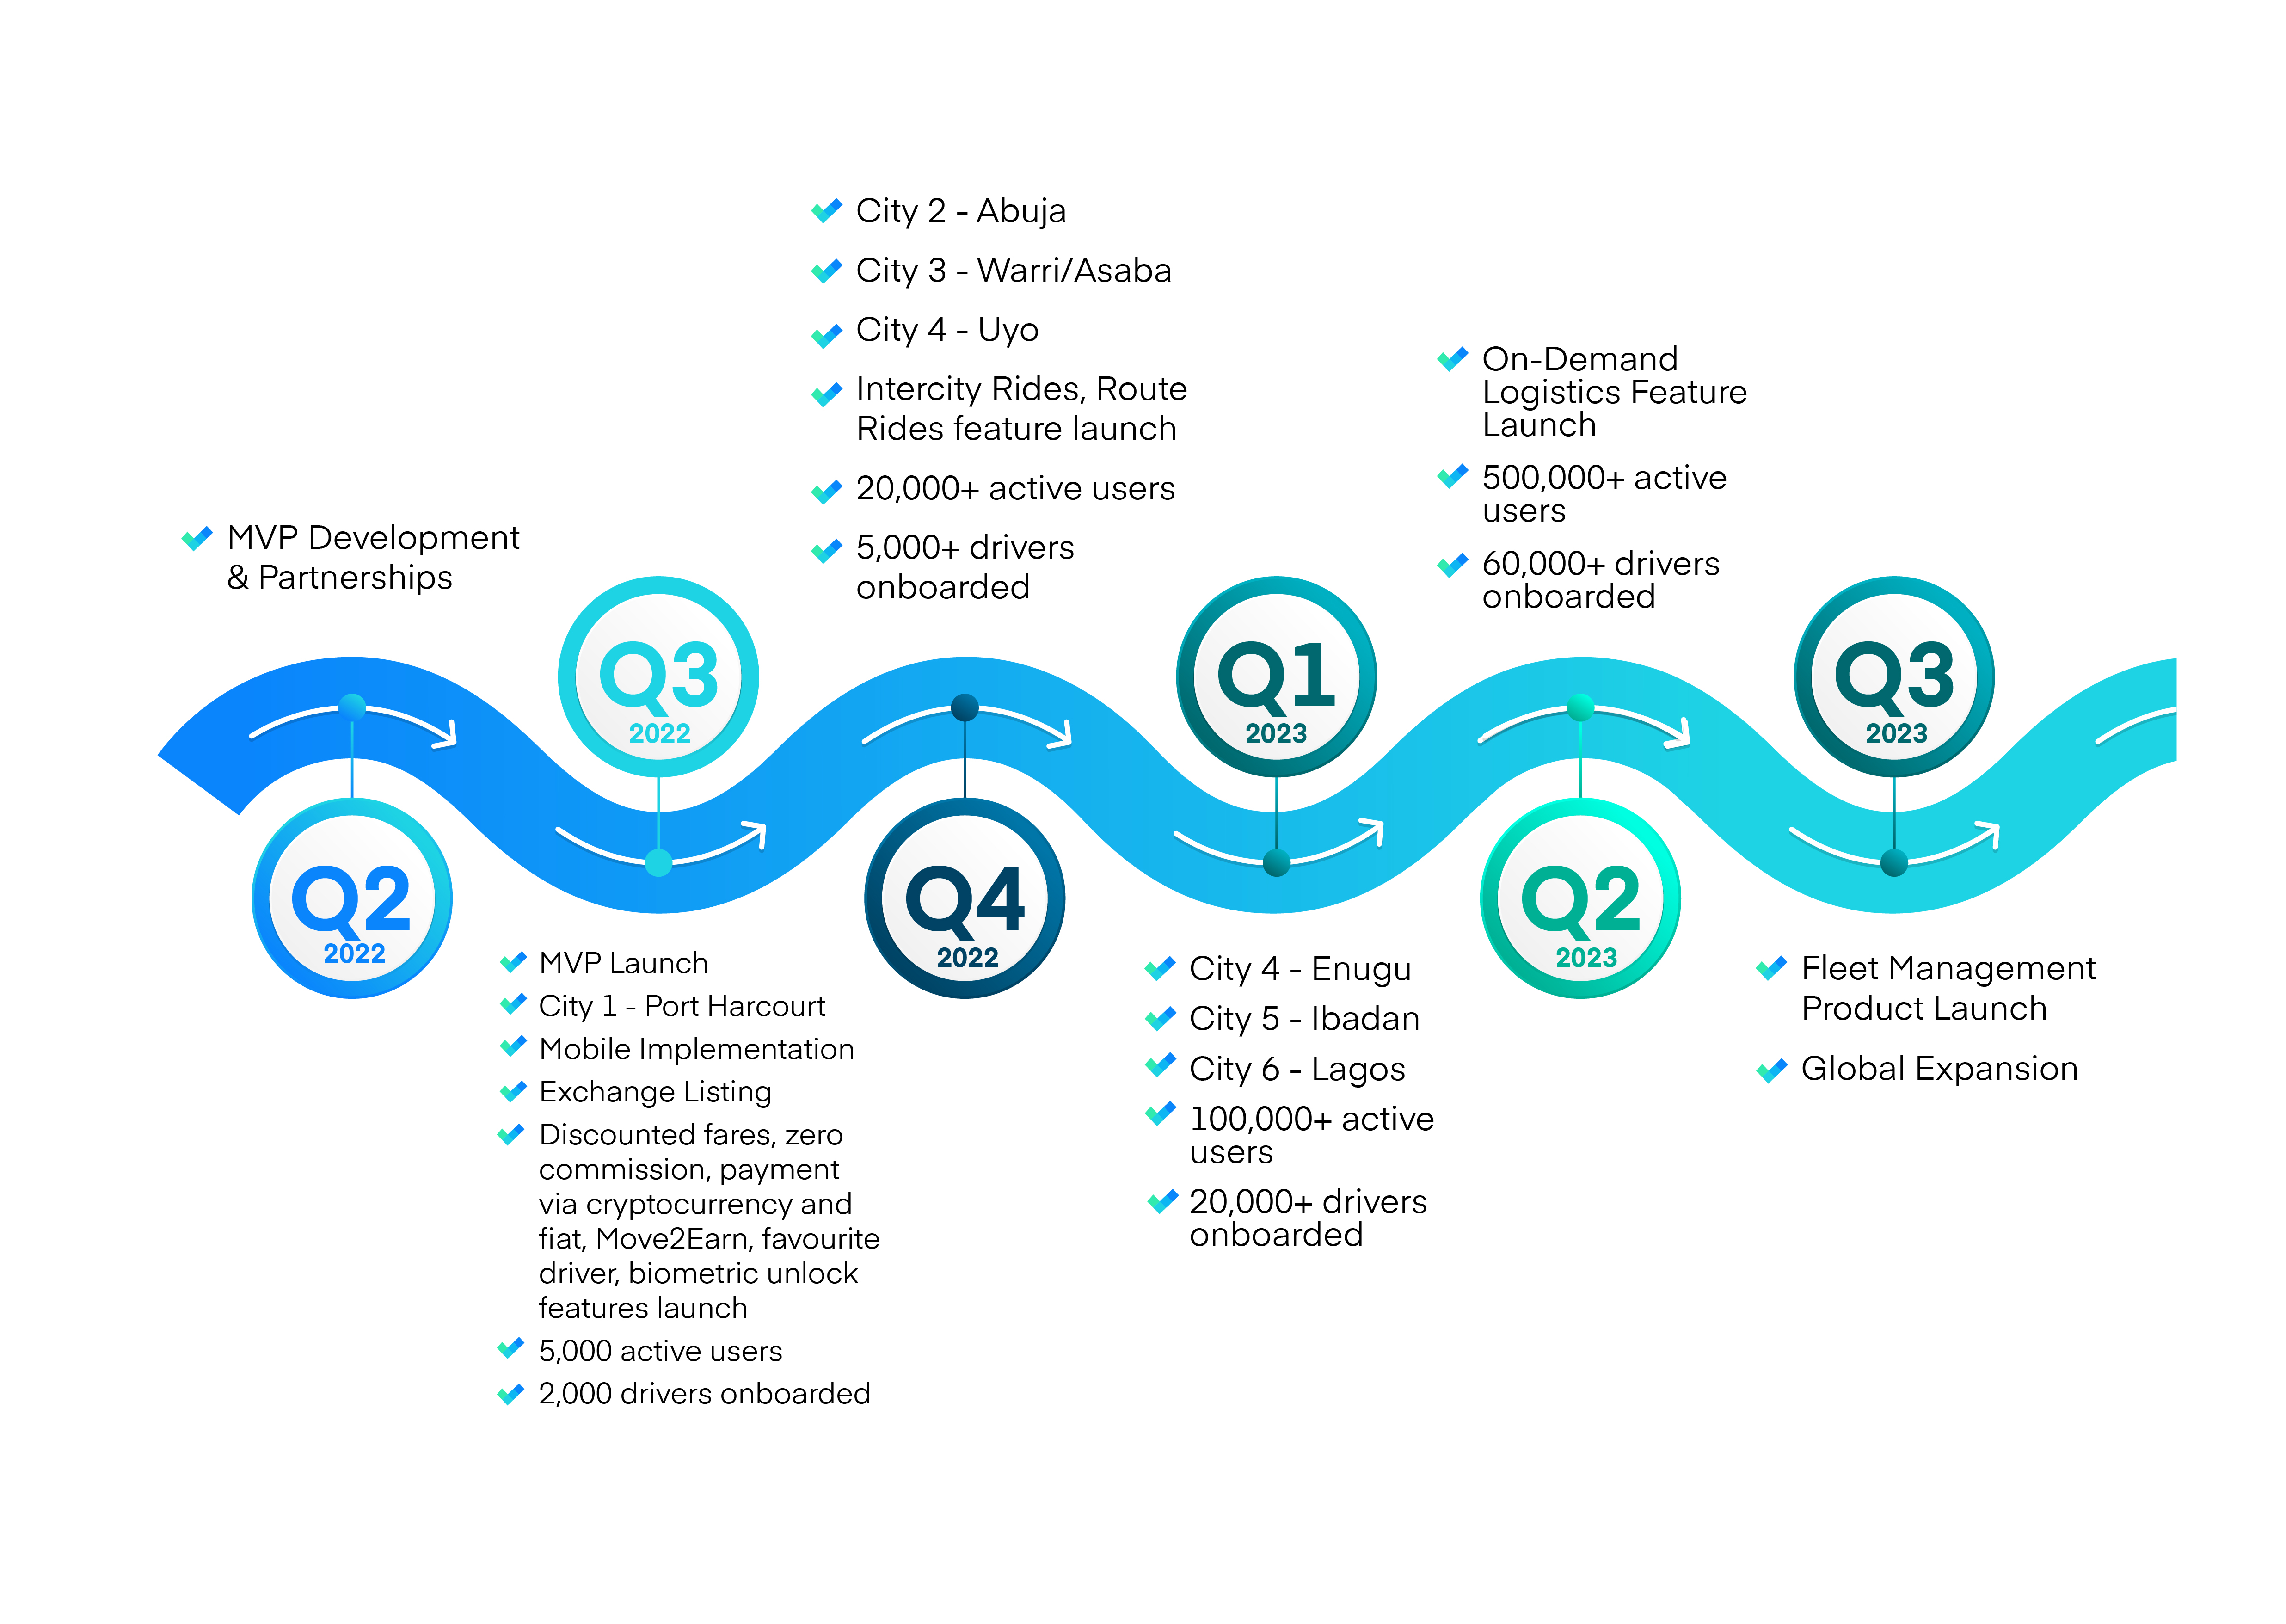 MVP Development
& Partnerships
Q2
2022
Q3
2022
MVP Launch
City 1 - Port Harcourt
Mobile Implementation
Exchange Listing
Discounted fares, zero
commission, payment
via cryptocurrency and
fiat, Move2Earn, favourite
driver, biometric unlock
features launch
5,000 active users
2,000 drivers onboarded
City 2 - Abuja
City 3 - Warri/Asaba
City 4 - Uyo
Intercity Rides, Route
Rides feature launch
20,000+ active users
5,000+ drivers
onboarded
Q4
2022
Q1
2023
City 4 - Enugu
City 5 - Ibadan
City 6 - Lagos
100,000+ active
users
20,000+ drivers
onboarded
On-Demand
Logistics Feature
Launch
500,000+ active
users
60,000+ drivers
onboarded
Q2
2023
Q3
2023
Fleet Management
Product Launch
Global Expansion